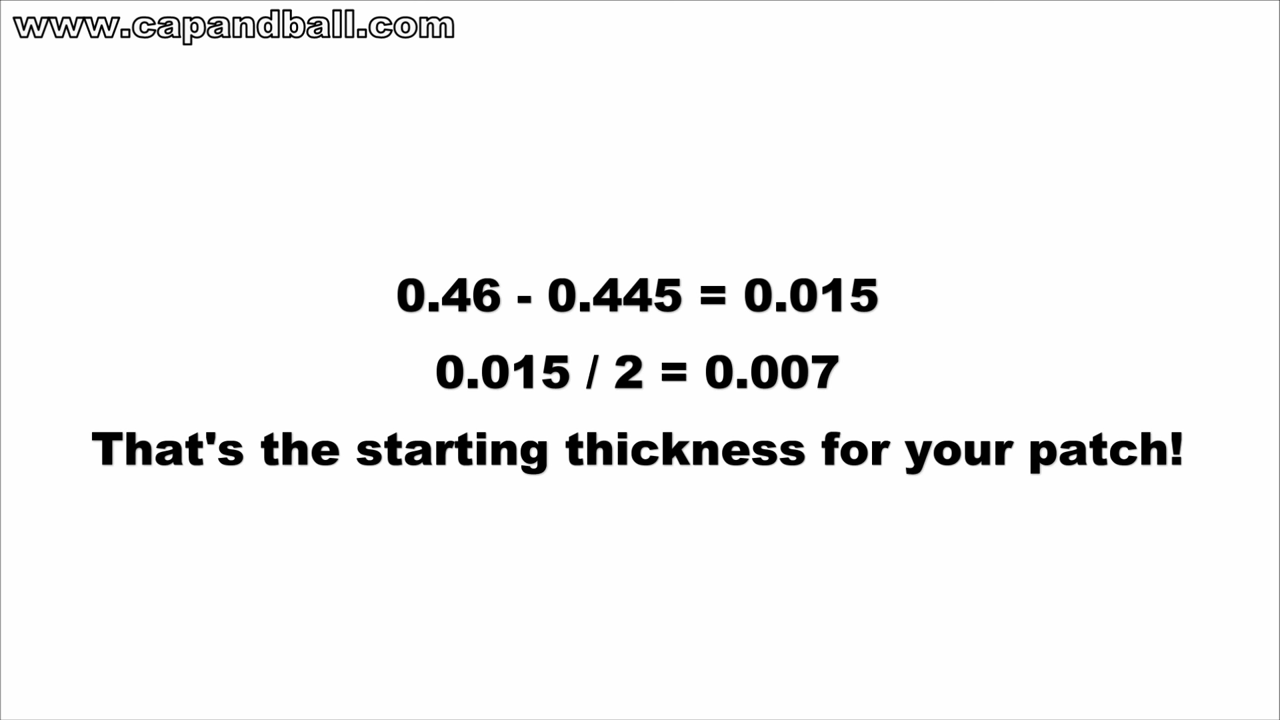 www.capandball.com
0.46 - 0.445 = 0.015
0.015 / 2 = 0.007
That's the starting thickness for your patch!